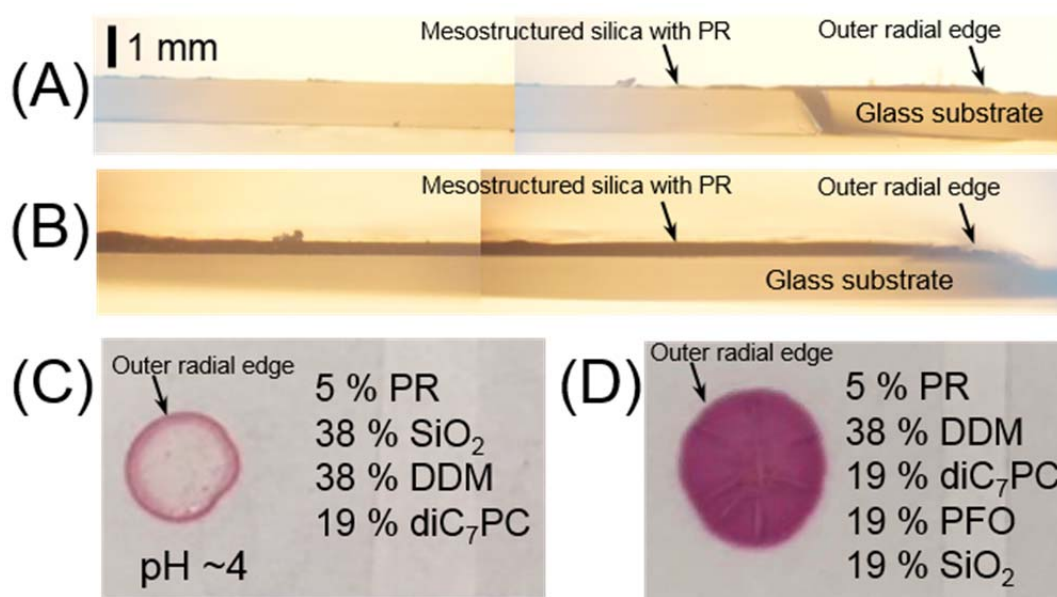 (A)
1 mm
Mesostructured silica with PR
Outer radial edge
Glass substrate
(B)
Mesostructured silica with PR
Outer radial edge
Glass substrate
(C)
Outer radial edge
5 % PR
38 % SiO₂
38 % DDM
19 % diC₇PC
pH ~4
(D)
Outer radial edge
5 % PR
38 % DDM
19 % diC₇PC
19 % PFO
19 % SiO₂